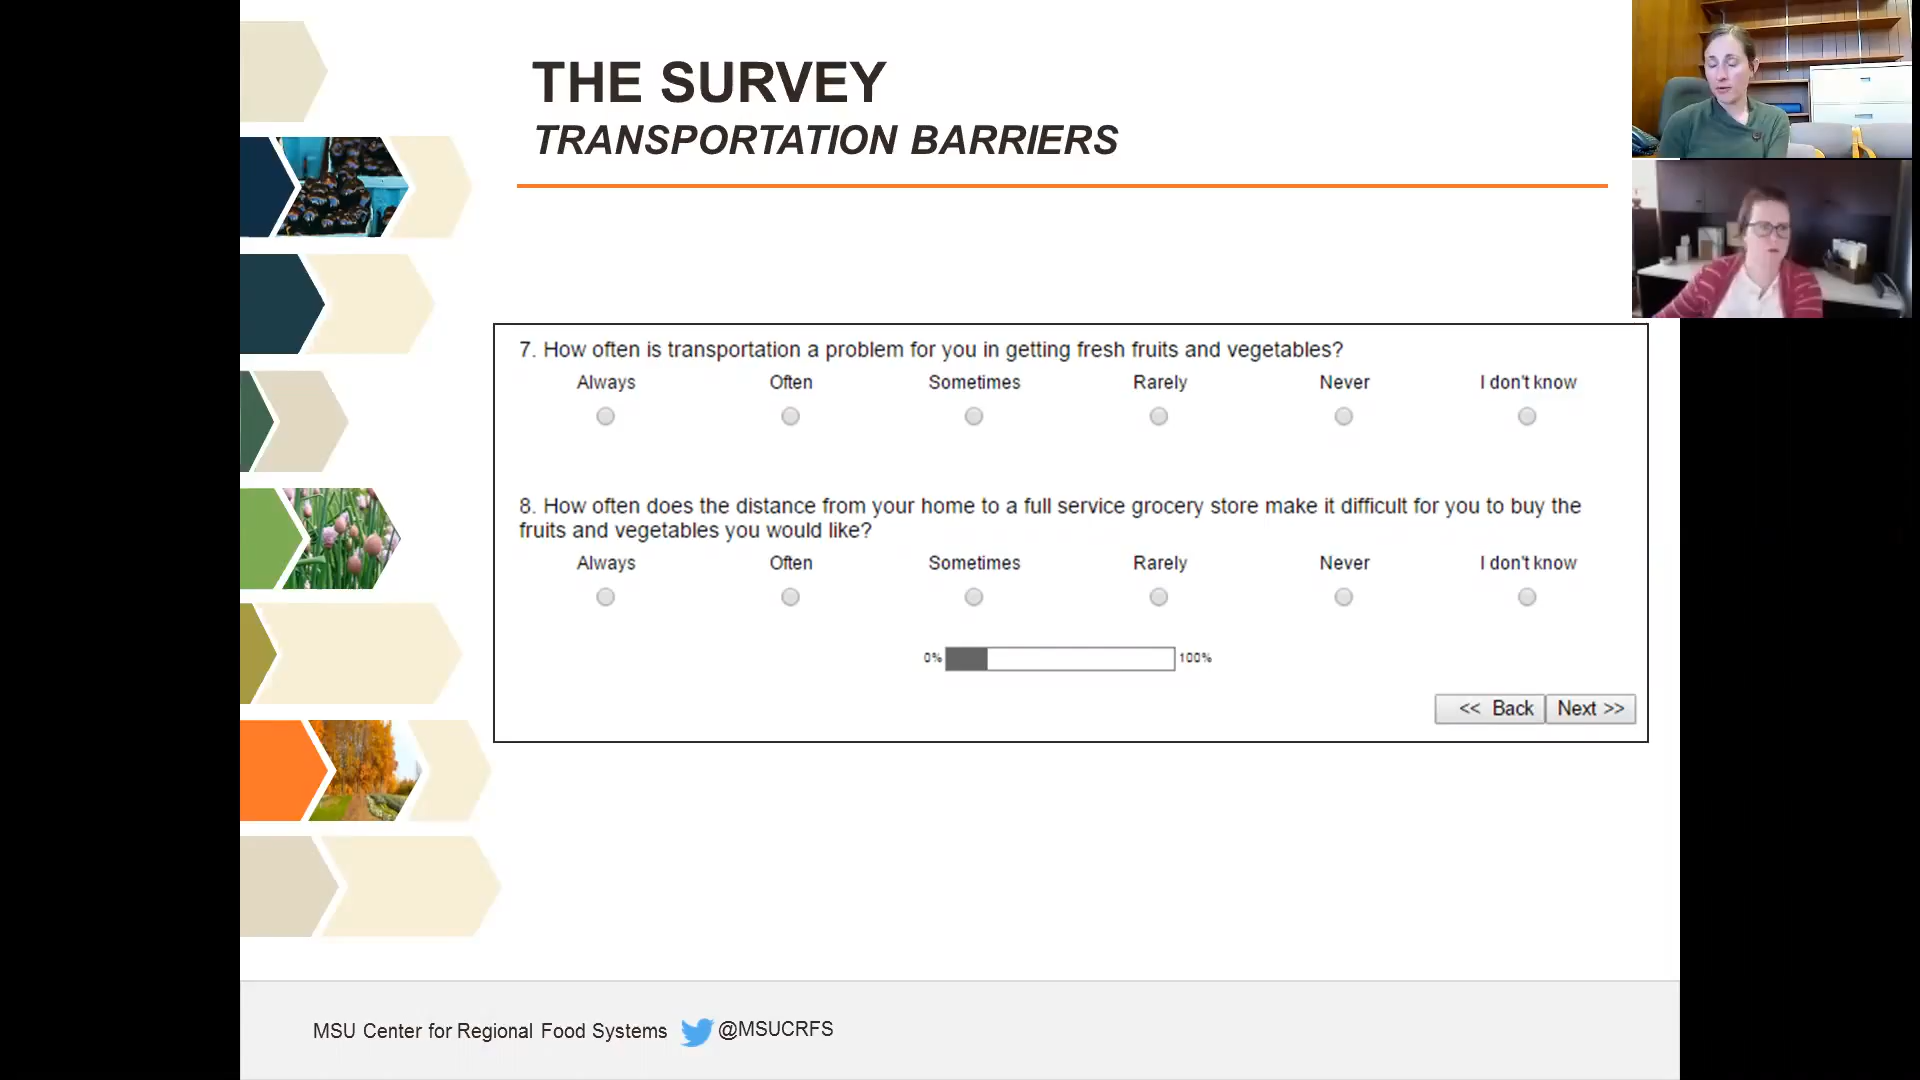 THE SURVEY
TRANSPORTATION BARRIERS
7. How often is transportation a problem for you in getting fresh fruits and vegetables?
Always Often Sometimes Rarely Never I don't know
8. How often does the distance from your home to a full service grocery store make it difficult for you to buy the
fruits and vegetables you would like?
Always Often Sometimes Rarely Never I don't know
0% 100%
<< Back Next >>
MSU Center for Regional Food Systems @MSUCRFS